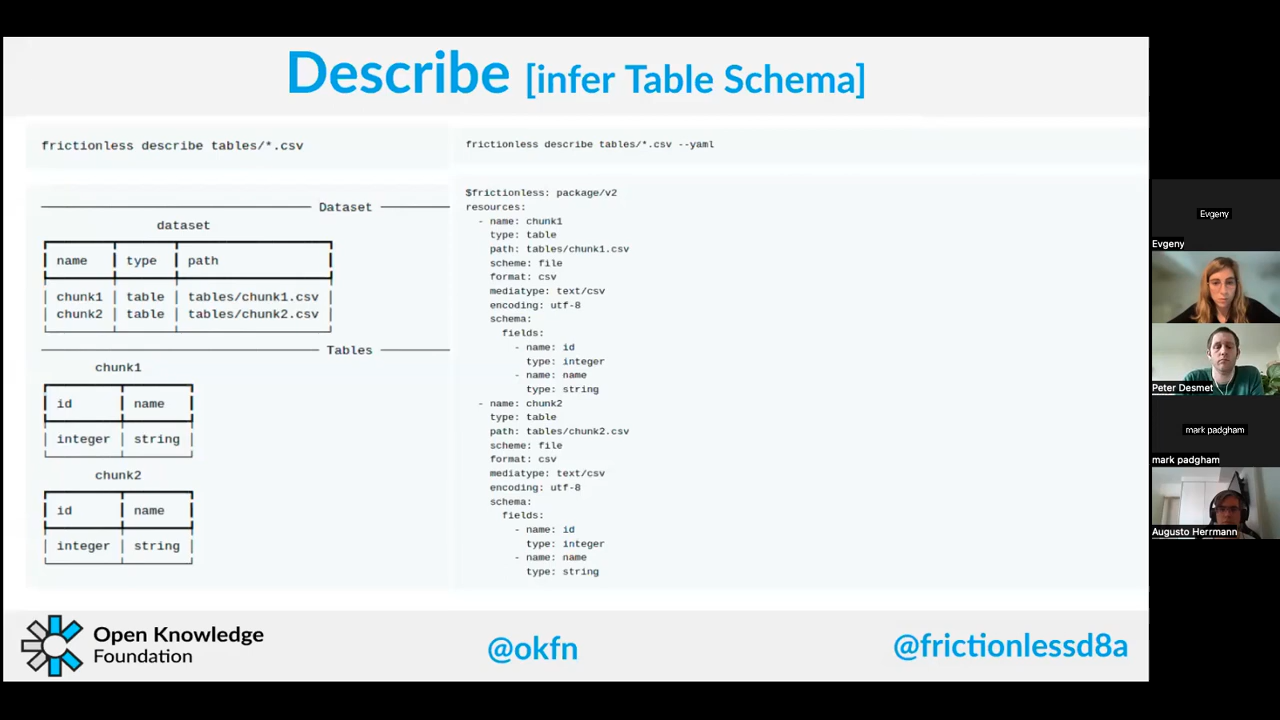 Describe [infer Table Schema]
frictionless describe tables/*.csv
Dataset
dataset
name type path
chunk1 table tables/chunk1.csv
chunk2 table tables/chunk2.csv
Tables
chunk1
id name
integer string
chunk2
id name
integer string
frictionless describe tables/*.csv --yaml
$frictionless: package/v2
resources:
- name: chunk1
type: table
path: tables/chunk1.csv
scheme: file
format: csv
mediatype: text/csv
encoding: utf-8
schema:
fields:
- name: id
type: integer
- name: name
type: string
- name: chunk2
type: table
path: tables/chunk2.csv
scheme: file
format: csv
mediatype: text/csv
encoding: utf-8
schema:
fields:
- name: id
type: integer
- name: name
type: string
Open Knowledge
Foundation
@okfn
@frictionlessd8a
Evgeny
Evgeny
Peter Desmet
mark padgham
mark padgham
Augusto Herrmann